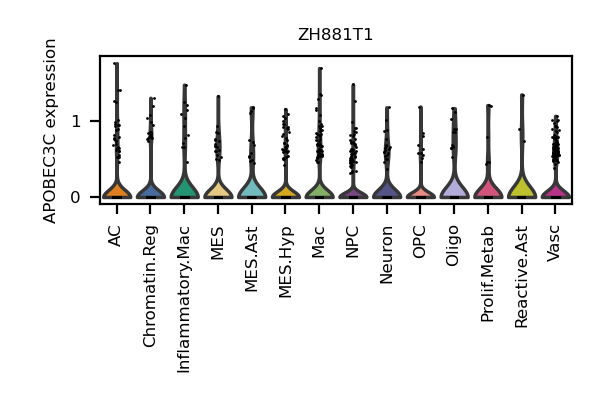 ZH881T1
APOBEC3C expression
1
0
AC
Chromatin.Reg
Inflammatory.Mac
MES
MES.Ast
MES.Hyp
Mac
NPC
Neuron
OPC
Oligo
Prolif.Metab
Reactive.Ast
Vasc